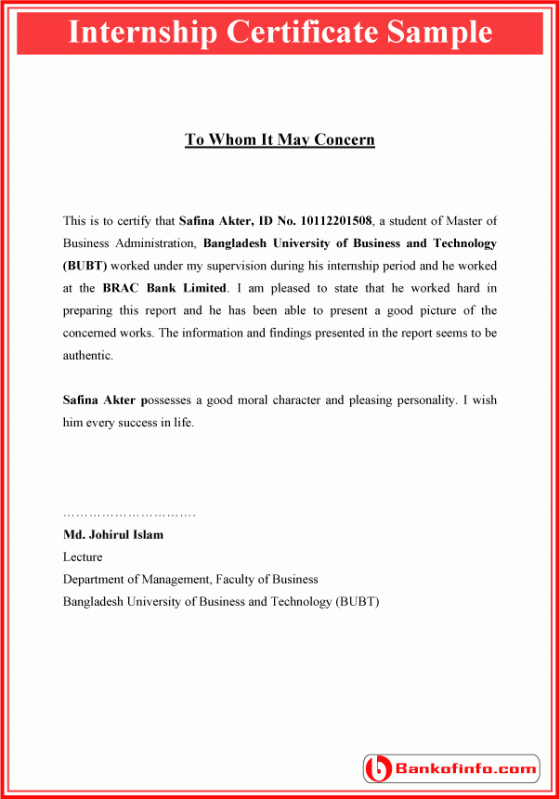 Internship Certificate Sample
To Whom It May Concern
This is to certify that Safina Akter, ID No. 10112201508, a student of Master of
Business Administration, Bangladesh University of Business and Technology
(BUBT) worked under my supervision during his internship period and he worked
at the BRAC Bank Limited. I am pleased to state that he worked hard in
preparing this report and he has been able to present a good picture of the
concerned works. The information and findings presented in the report seems to be
authentic.
Safina Akter possesses a good moral character and pleasing personality. I wish
him every success in life.
………………………….
Md. Johirul Islam
Lecture
Department of Management, Faculty of Business
Bangladesh University of Business and Technology (BUBT)
Bankofinfo.com